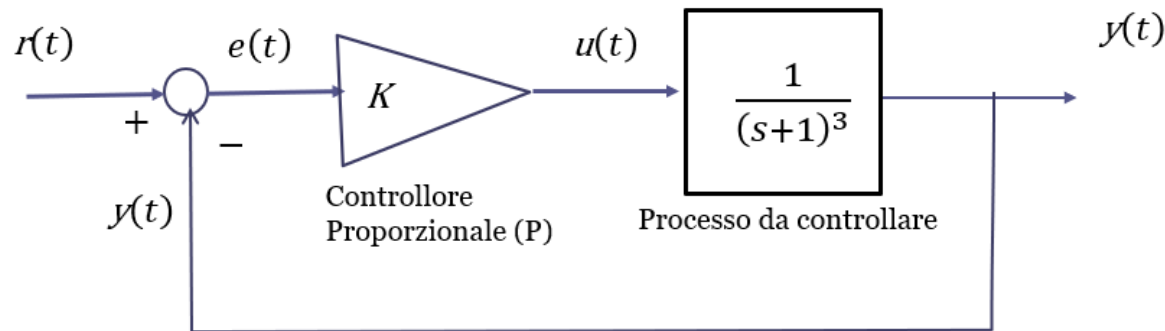 r(t)
e(t)
u(t)
y(t)
K
1
(s+1)³
+
−
y(t)
Controllore
Proporzionale (P)
Processo da controllare